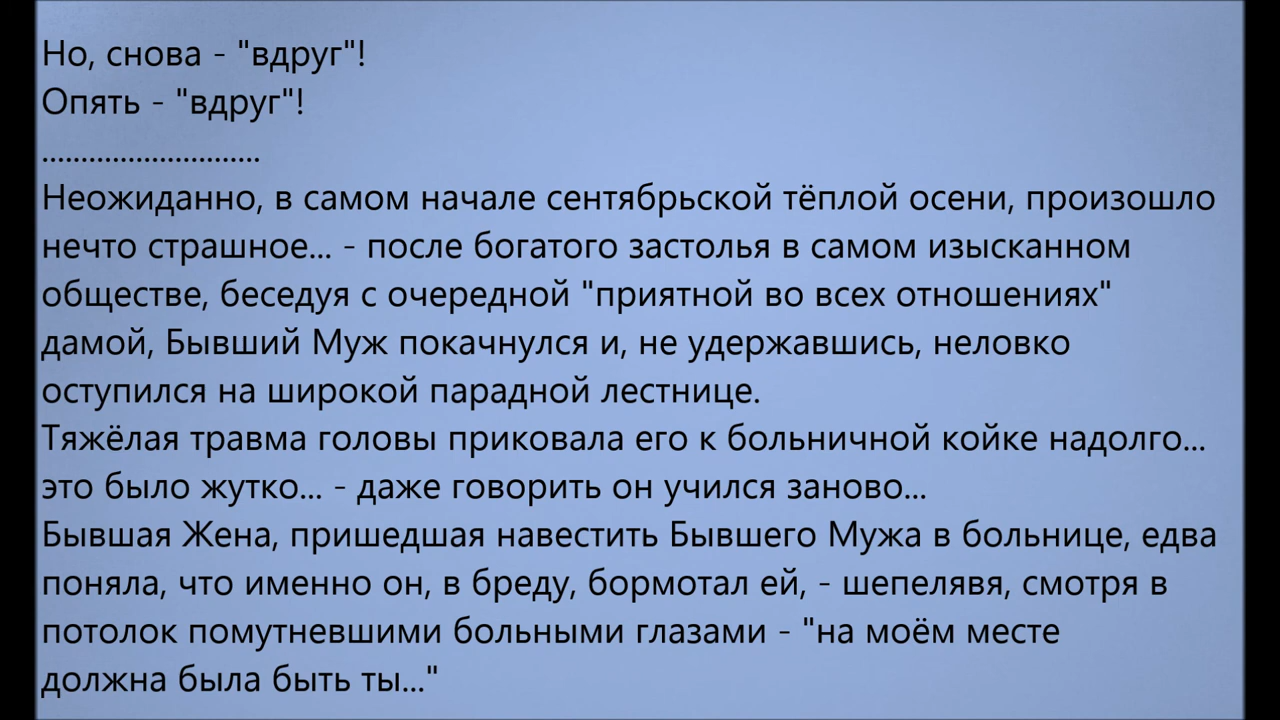 Но, снова - "вдруг"!
Опять - "вдруг"!
............................
Неожиданно, в самом начале сентябрьской тёплой осени, произошло
нечто страшное... - после богатого застолья в самом изысканном
обществе, беседуя с очередной "приятной во всех отношениях"
дамой, Бывший Муж покачнулся и, не удержавшись, неловко
оступился на широкой парадной лестнице.
Тяжёлая травма головы приковала его к больничной койке надолго...
это было жутко... - даже говорить он учился заново...
Бывшая Жена, пришедшая навестить Бывшего Мужа в больнице, едва
поняла, что именно он, в бреду, бормотал ей, - шепелявя, смотря в
потолок помутневшими больными глазами - "на моём месте
должна была быть ты..."